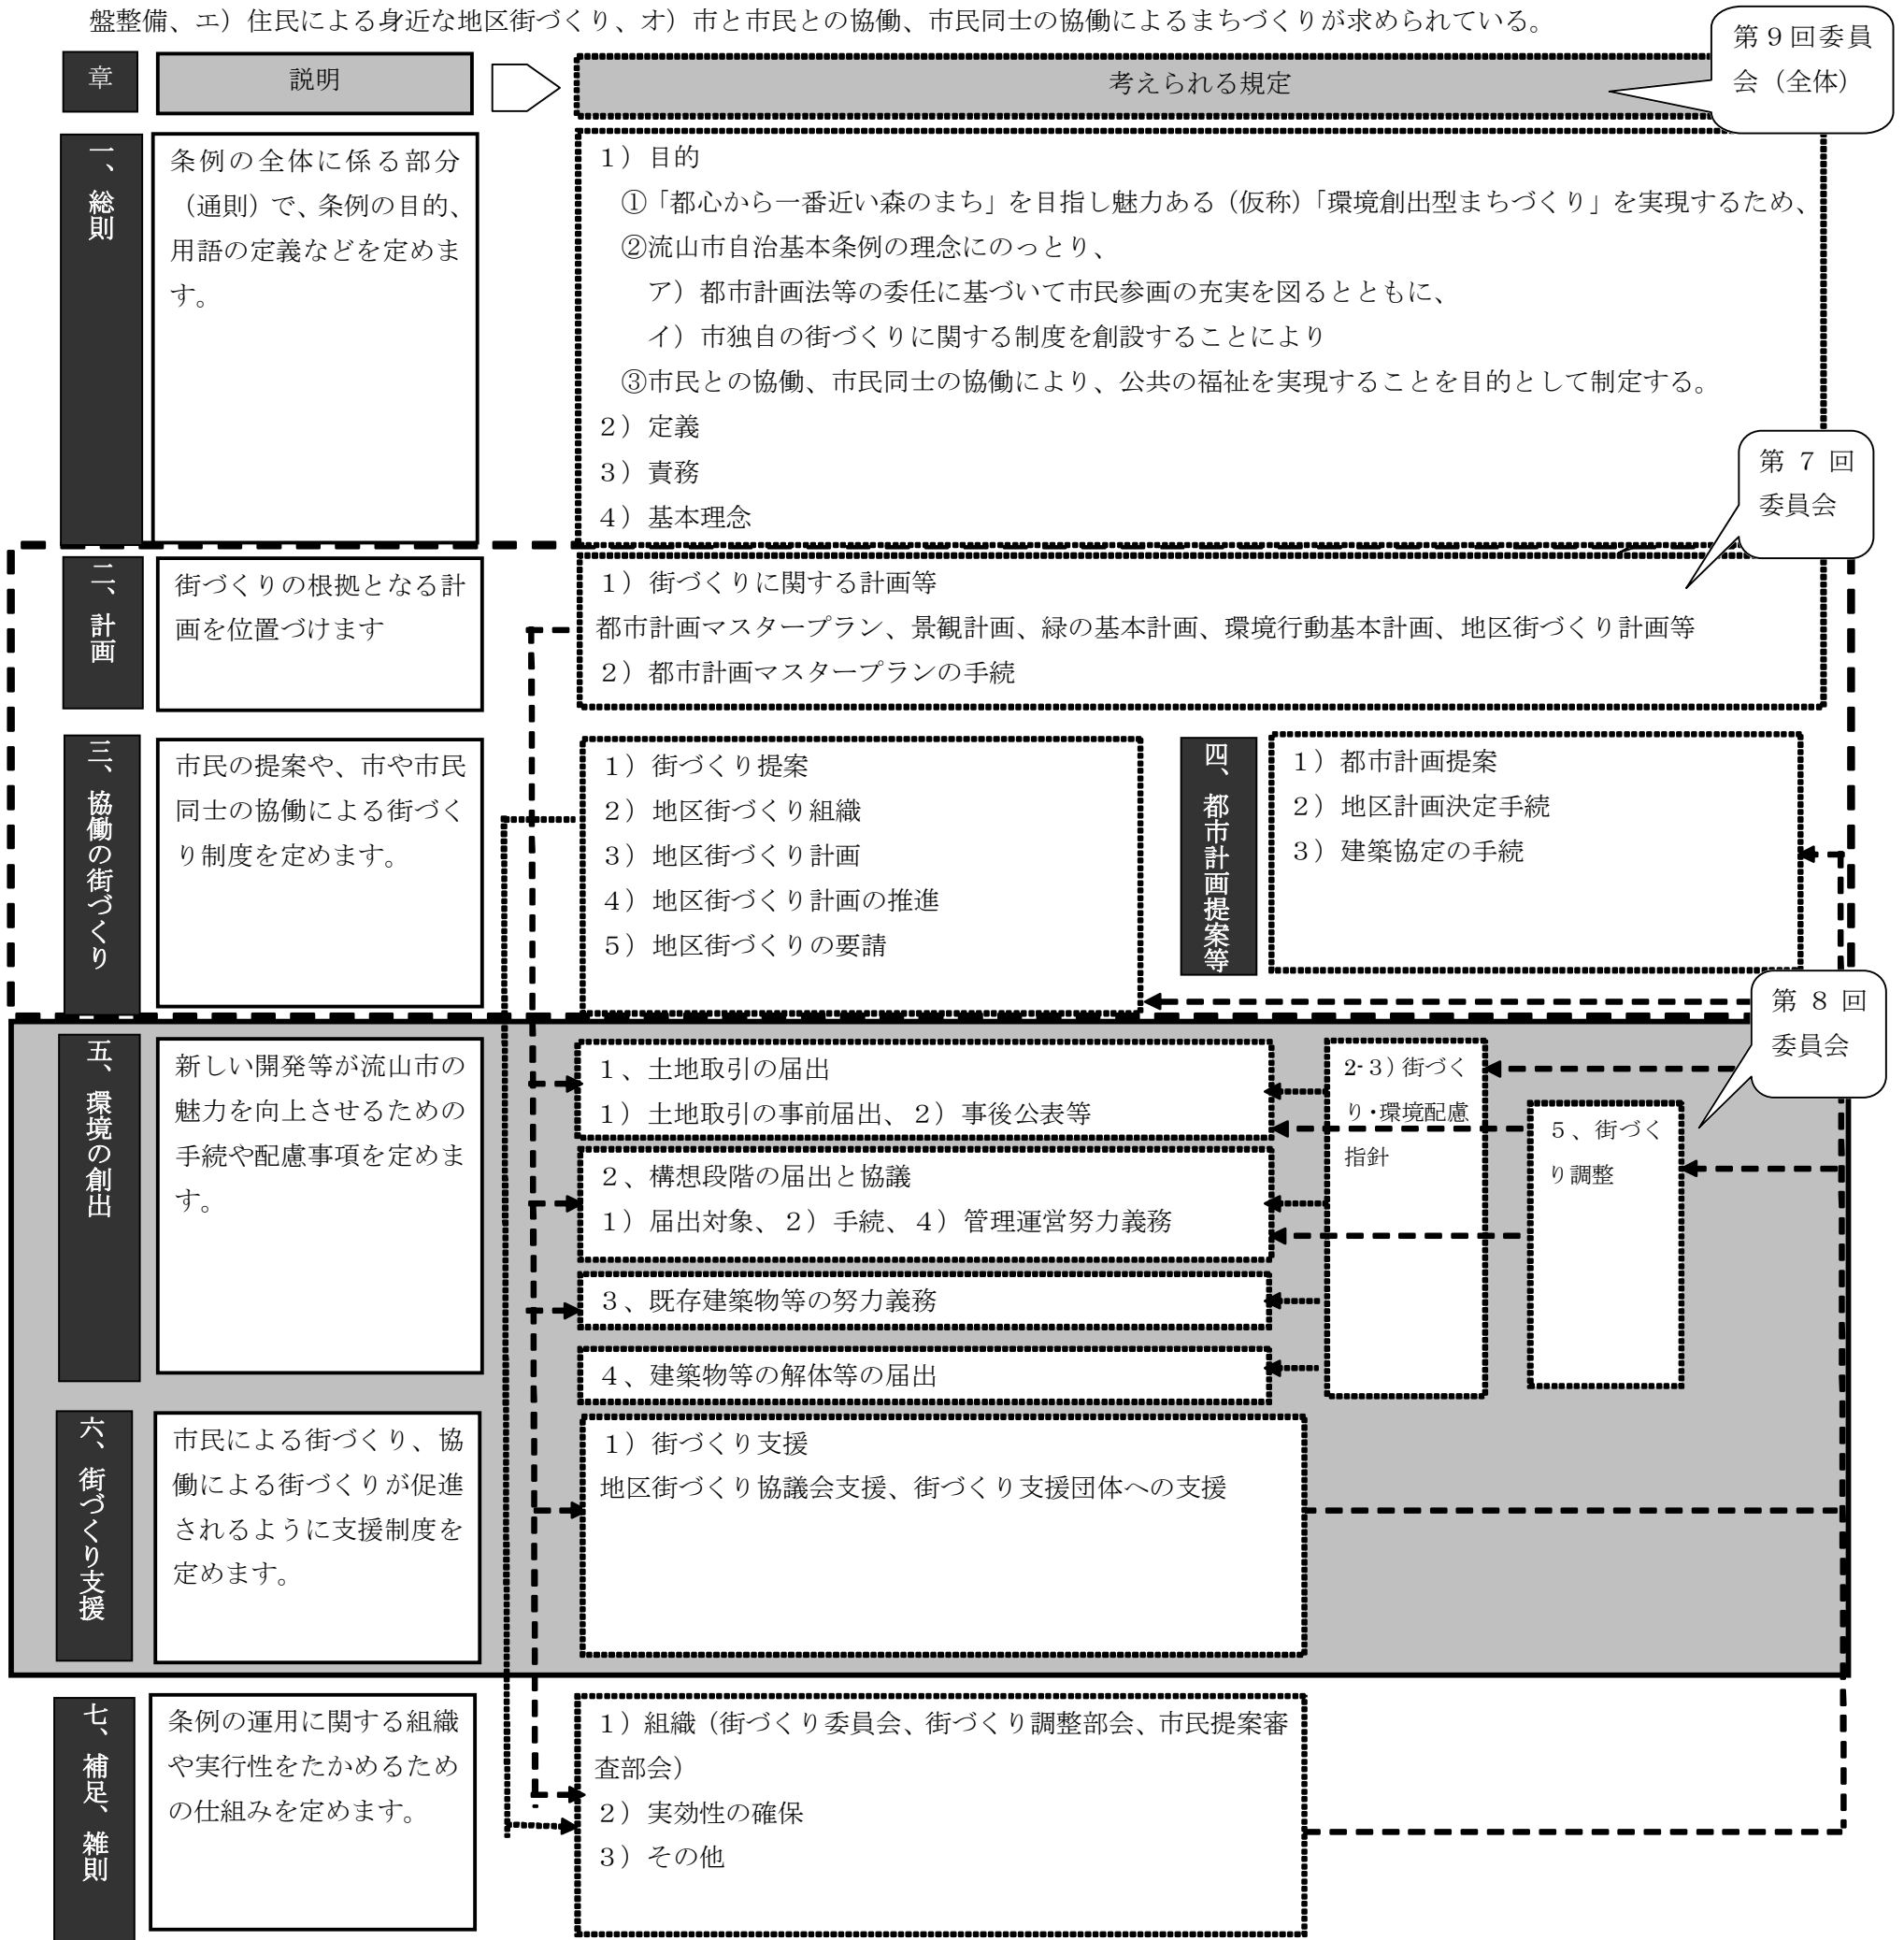 盤整備、エ）住民による身近な地区街づくり、オ）市と市民との協働、市民同士の協働によるまちづくりが求められている。
第９回委員
会（全体）
章
説明
考えられる規定
一、総則
条例の全体に係る部分
（通則）で、条例の目的、
用語の定義などを定めま
す。
１）目的
①「都心から一番近い森のまち」を目指し魅力ある（仮称）「環境創出型まちづくり」を実現するため、
②流山市自治基本条例の理念にのっとり、
ア）都市計画法等の委任に基づいて市民参画の充実を図るとともに、
イ）市独自の街づくりに関する制度を創設することにより
③市民との協働、市民同士の協働により、公共の福祉を実現することを目的として制定する。
２）定義
３）責務
４）基本理念
第７回
委員会
二、計画
街づくりの根拠となる計
画を位置づけます
１）街づくりに関する計画等
都市計画マスタープラン、景観計画、緑の基本計画、環境行動基本計画、地区街づくり計画等
２）都市計画マスタープランの手続
三、協働の街づくり
市民の提案や、市や市民
同士の協働による街づく
り制度を定めます。
１）街づくり提案
２）地区街づくり組織
３）地区街づくり計画
４）地区街づくり計画の推進
５）地区街づくりの要請
四、都市計画提案等
１）都市計画提案
２）地区計画決定手続
３）建築協定の手続
第８回
委員会
五、環境の創出
新しい開発等が流山市の
魅力を向上させるための
手続や配慮事項を定めま
す。
１、土地取引の届出
１）土地取引の事前届出、２）事後公表等
２、構想段階の届出と協議
１）届出対象、２）手続、４）管理運営努力義務
３、既存建築物等の努力義務
４、建築物等の解体等の届出
2-３）街づく
り・環境配慮
指針
５、街づく
り調整
六、街づくり支援
市民による街づくり、協
働による街づくりが促進
されるように支援制度を
定めます。
１）街づくり支援
地区街づくり協議会支援、街づくり支援団体への支援
七、補足、雑則
条例の運用に関する組織
や実行性をたかめるため
の仕組みを定めます。
１）組織（街づくり委員会、街づくり調整部会、市民提案審
査部会）
２）実効性の確保
３）その他